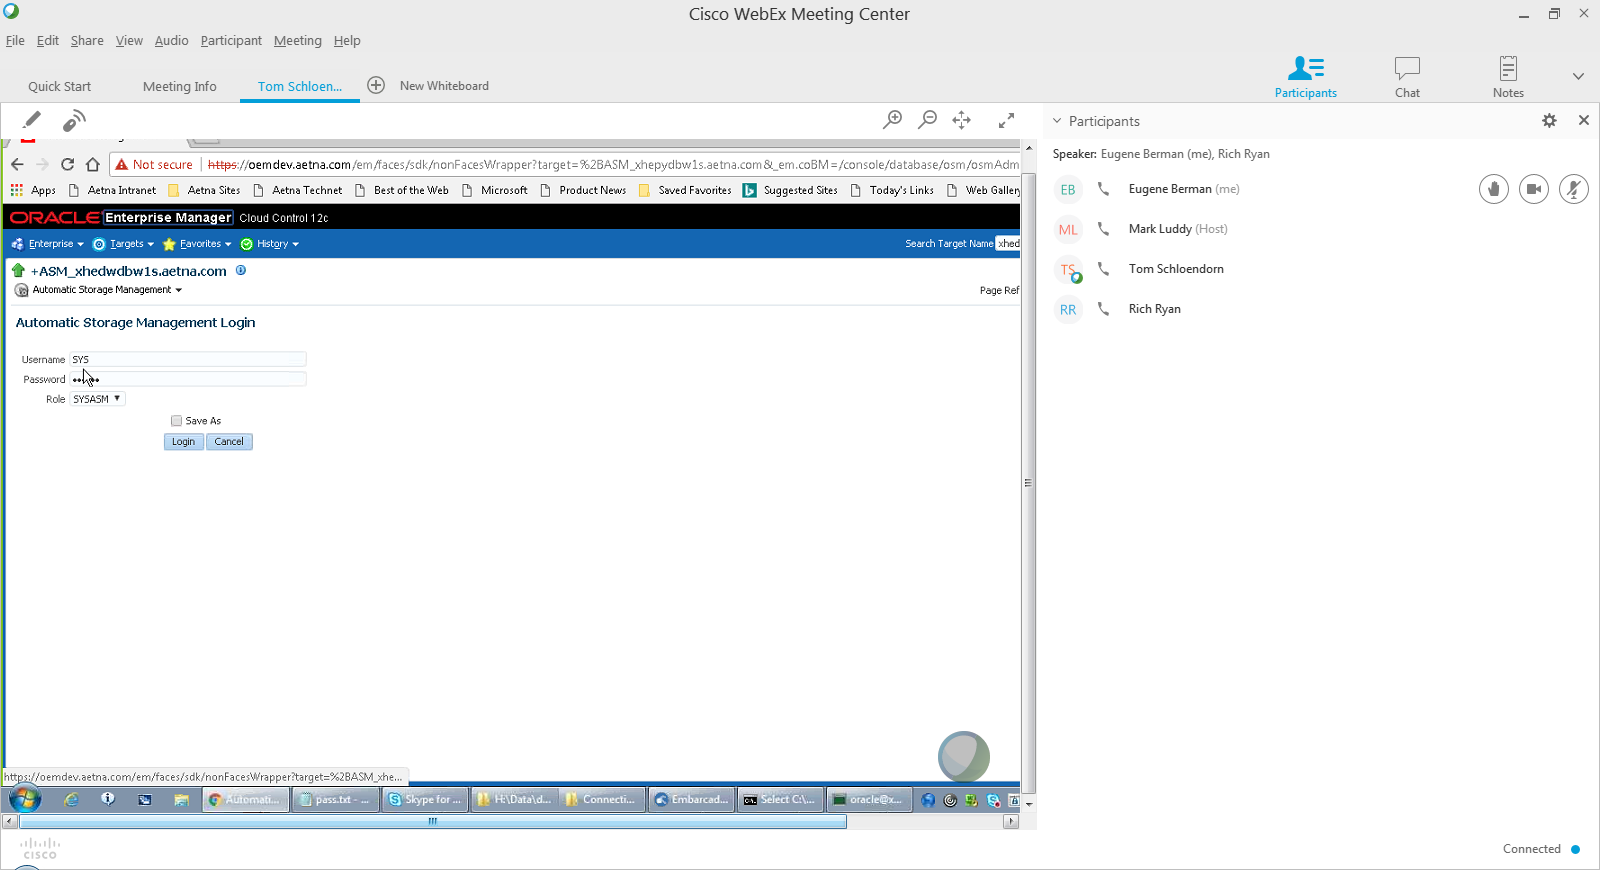 Cisco WebEx Meeting Center
File Edit Share View Audio Participant Meeting Help
Quick Start Meeting Info Tom Schloen... New Whiteboard
Participants Chat Notes
Participants
Speaker: Eugene Berman (me), Rich Ryan
EB Eugene Berman (me)
ML Mark Luddy (Host)
TS Tom Schloendorn
RR Rich Ryan
Not secure https://oemdev.aetna.com/em/faces/sdk/nonFacesWrapper?target=%2BASM_xhepydbw1s.aetna.com&_em.coBM=/console/database/osm/osmAdm
Apps Aetna Intranet Aetna Sites Aetna Technet Best of the Web Microsoft Product News Saved Favorites Suggested Sites Today's Links Web Gallery
ORACLE Enterprise Manager Cloud Control 12c
Enterprise Targets Favorites History Search Target Name xhed
+ASM_xhedwdbw1s.aetna.com
Automatic Storage Management Page Ref
Automatic Storage Management Login
Username SYS
Password
Role SYSASM
Save As
Login Cancel
https://oemdev.aetna.com/em/faces/sdk/nonFacesWrapper?target=%2BASM_xhe...
Automati... pass.txt - ... Skype for ... H:\Data\d... Connecti... Embarcad... Select C:\... oracle@x...
CISCO
Connected